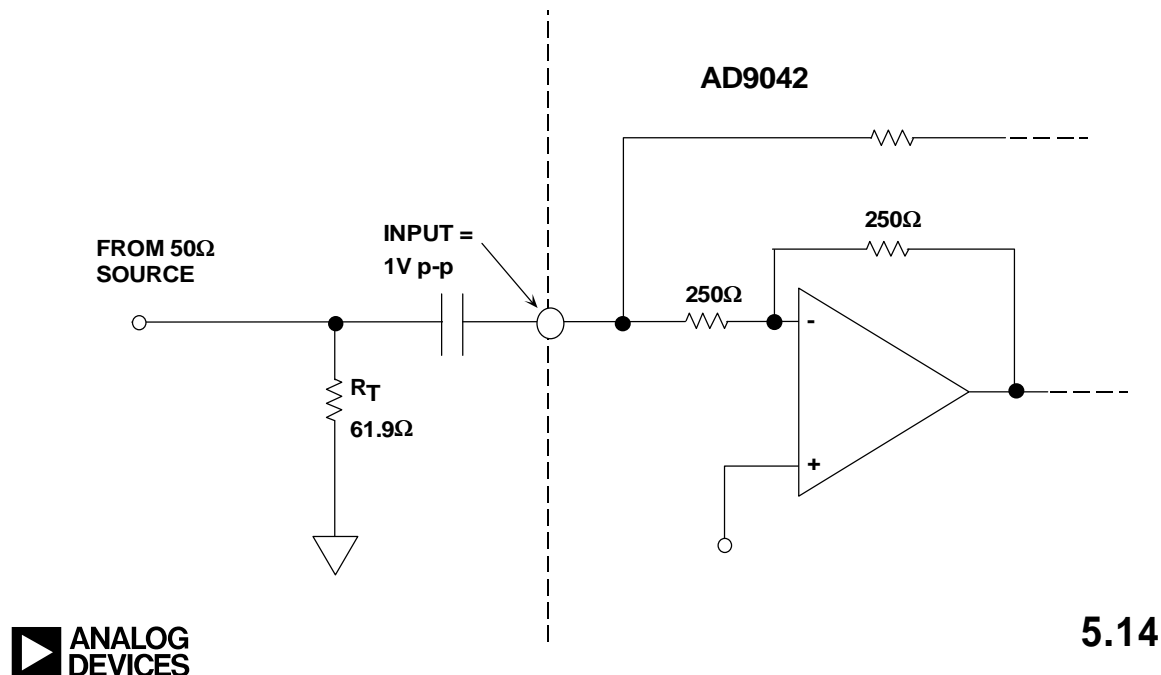 AD9042
250Ω
INPUT =
1V p-p
FROM 50Ω
SOURCE
250Ω
-
RT
61.9Ω
+
5.14
ANALOG
DEVICES